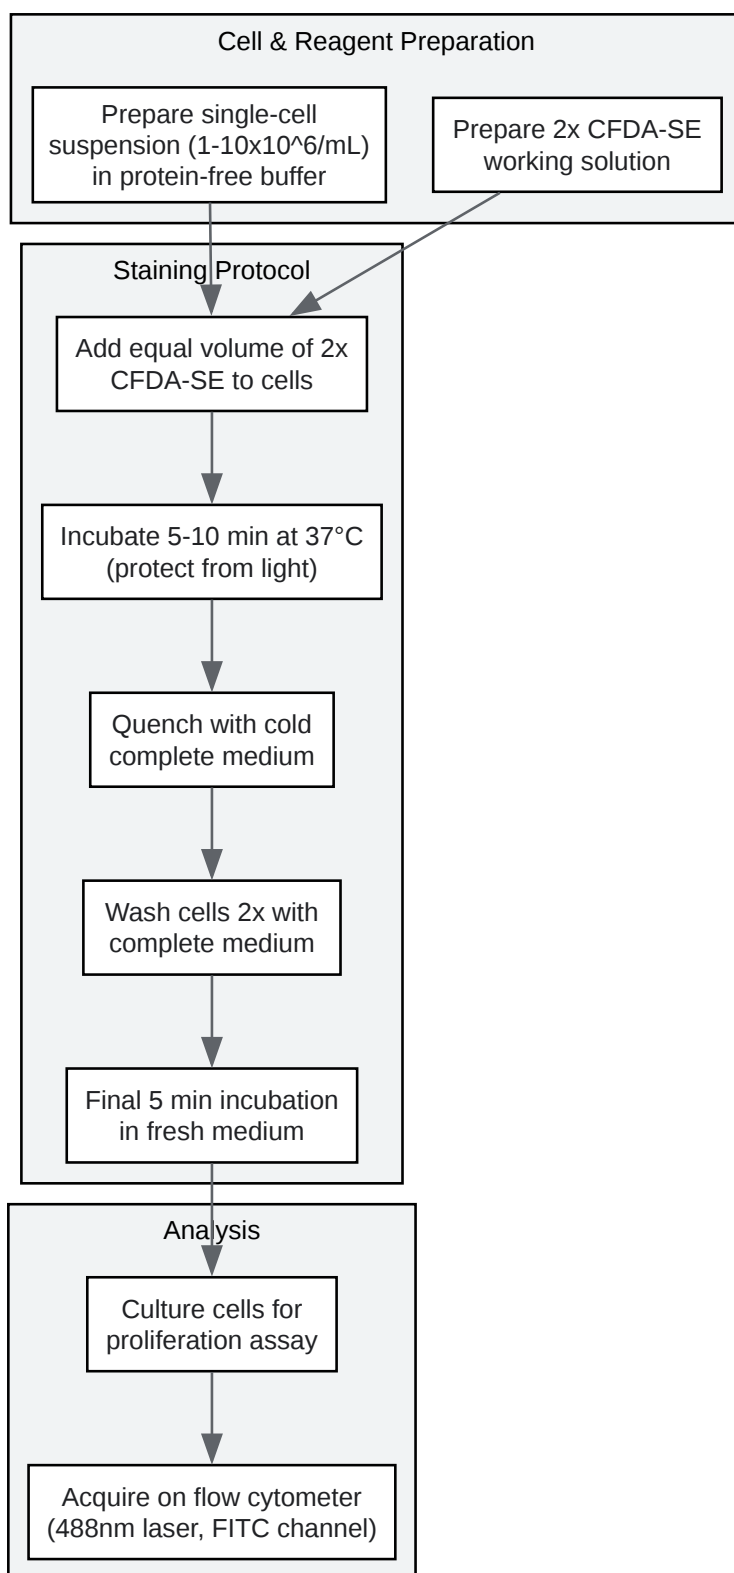 Cell & Reagent Preparation
Prepare single-cell
suspension (1-10x10^6/mL)
in protein-free buffer
Prepare 2x CFDA-SE
working solution
Staining Protocol
Add equal volume of 2x
CFDA-SE to cells
Incubate 5-10 min at 37°C
(protect from light)
Quench with cold
complete medium
Wash cells 2x with
complete medium
Final 5 min incubation
in fresh medium
Analysis
Culture cells for
proliferation assay
Acquire on flow cytometer
(488nm laser, FITC channel)